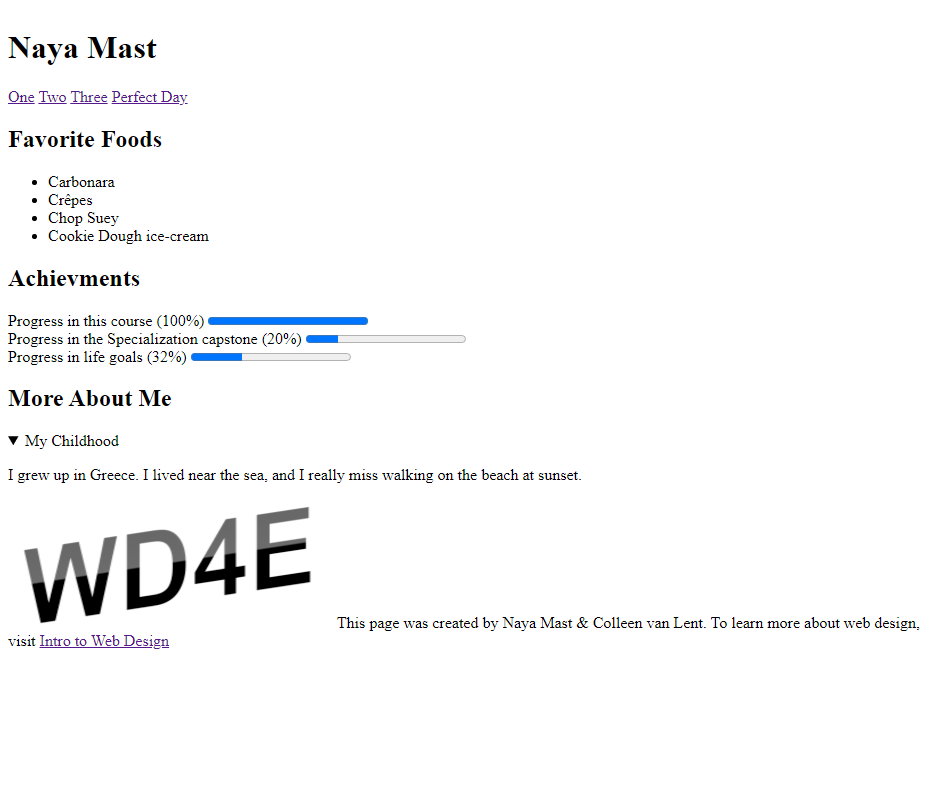 Naya Mast
One Two Three Perfect Day
Favorite Foods
Carbonara
Crêpes
Chop Suey
Cookie Dough ice-cream
Achievments
Progress in this course (100%)
Progress in the Specialization capstone (20%)
Progress in life goals (32%)
More About Me
My Childhood
I grew up in Greece. I lived near the sea, and I really miss walking on the beach at sunset.
WD4E
This page was created by Naya Mast & Colleen van Lent. To learn more about web design,
visit Intro to Web Design